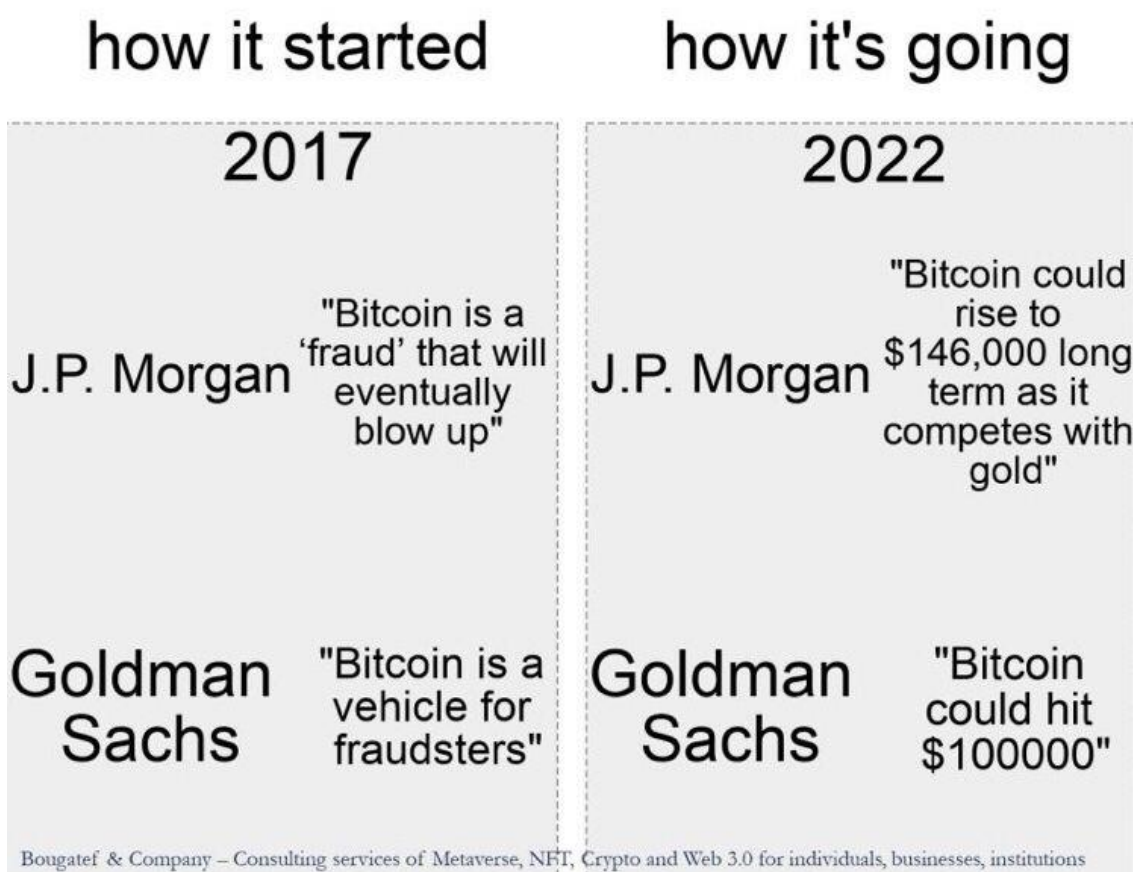 how it started
how it's going
2017
J.P. Morgan
"Bitcoin is a
‘fraud’ that will
eventually
blow up"
Goldman
Sachs
"Bitcoin is a
vehicle for
fraudsters"
2022
J.P. Morgan
"Bitcoin could
rise to
$146,000 long
term as it
competes with
gold"
Goldman
Sachs
"Bitcoin
could hit
$100000"
Bougatef & Company – Consulting services of Metaverse, NFT, Crypto and Web 3.0 for individuals, businesses, institutions